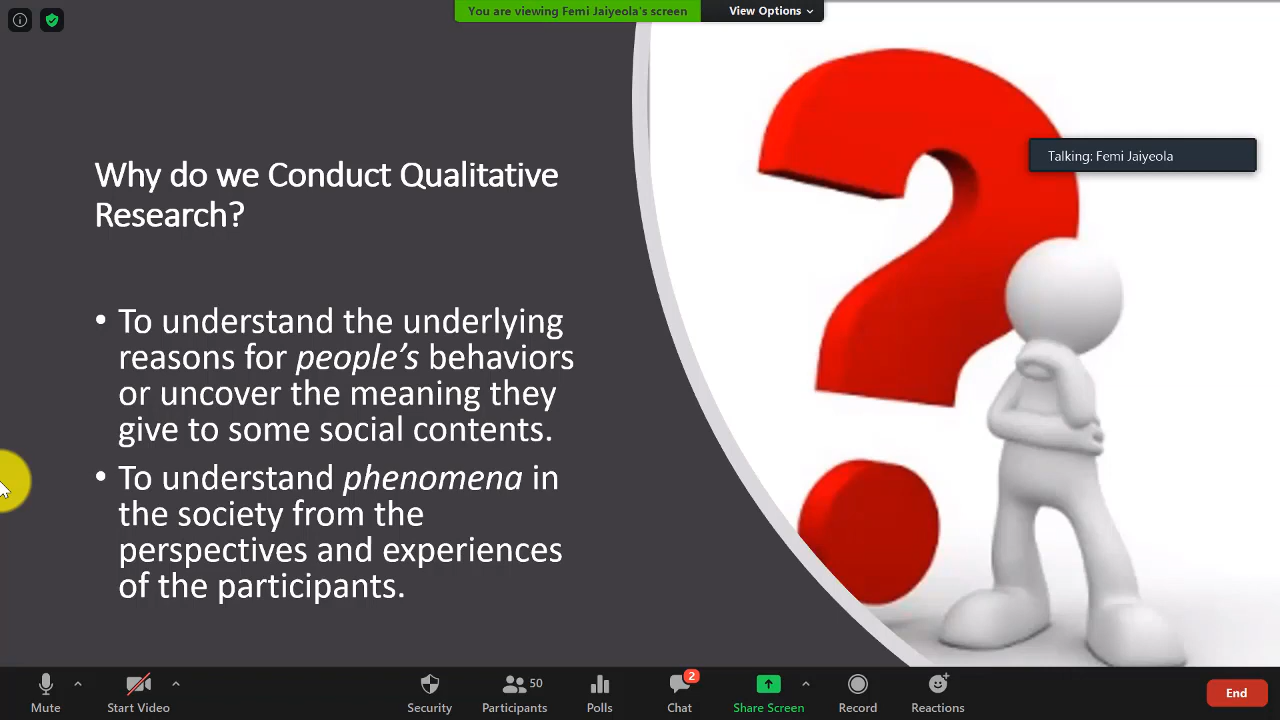 You are viewing Femi Jaiyeola's screen
View Options
Talking: Femi Jaiyeola
Why do we Conduct Qualitative
Research?
• To understand the underlying
reasons for people’s behaviors
or uncover the meaning they
give to some social contents.
• To understand phenomena in
the society from the
perspectives and experiences
of the participants.
Mute
Start Video
Security
50
Participants
Polls
2
Chat
Share Screen
Record
Reactions
End